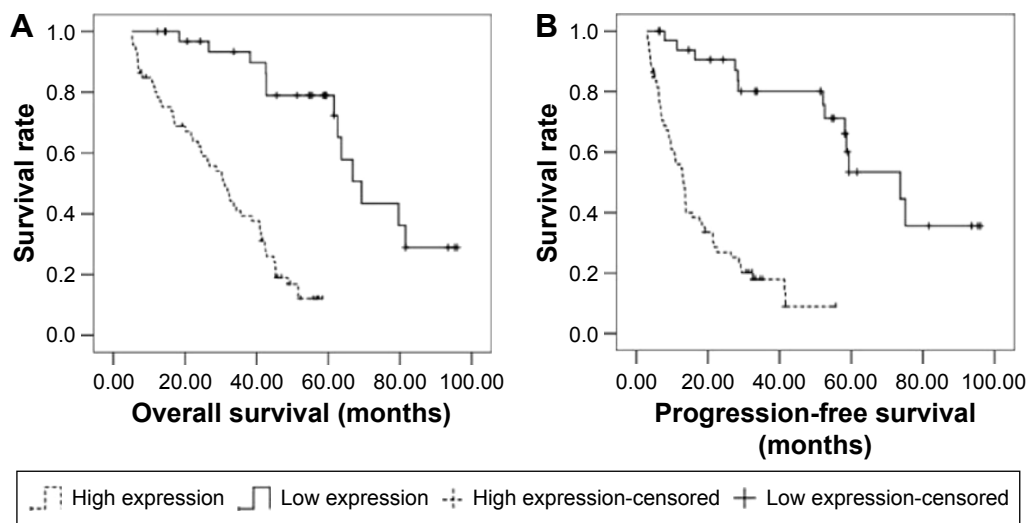 A
Survival rate
1.0
0.8
0.6
0.4
0.2
0.0
0.00 20.00 40.00 60.00 80.00 100.00
Overall survival (months)
B
Survival rate
1.0
0.8
0.6
0.4
0.2
0.0
0.00 20.00 40.00 60.00 80.00 100.00
Progression-free survival
(months)
High expression Low expression High expression-censored Low expression-censored